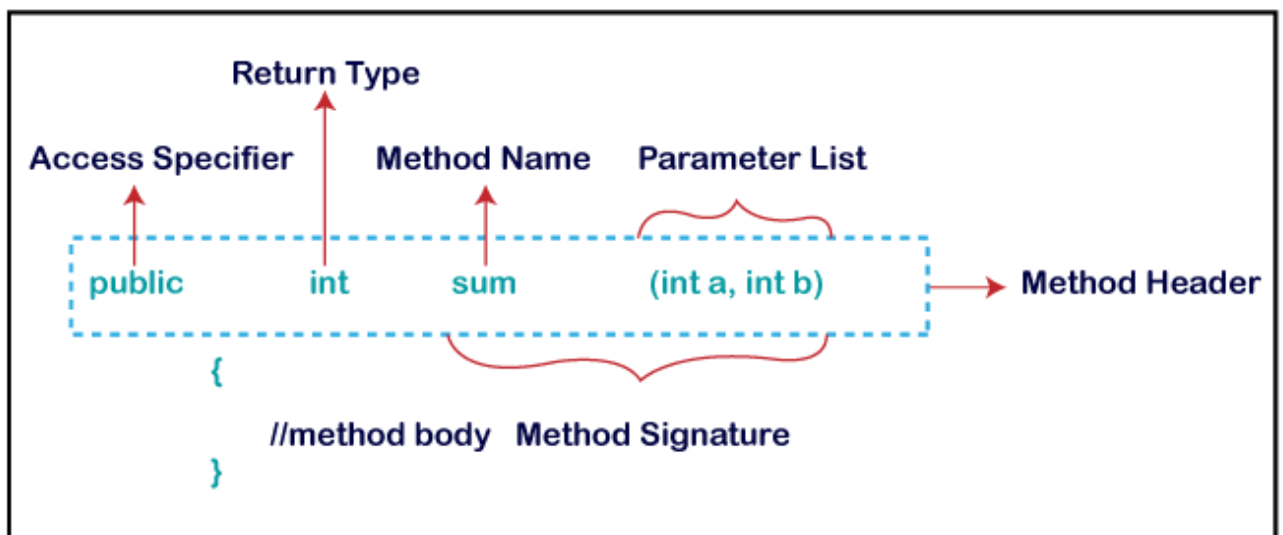 Return Type
Access Specifier Method Name Parameter List
public int sum (int a, int b) Method Header
{
//method body Method Signature
}